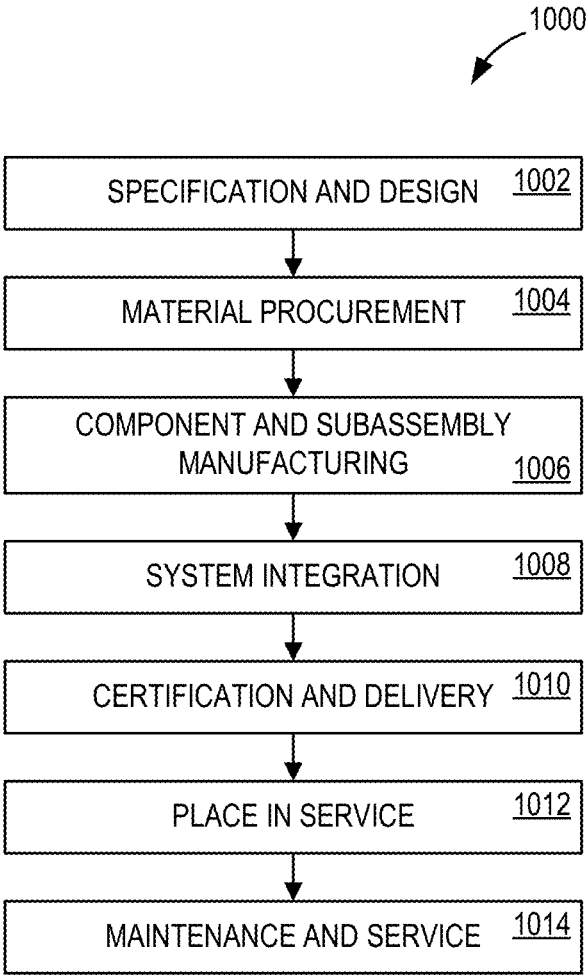 1000
SPECIFICATION AND DESIGN 1002
MATERIAL PROCUREMENT 1004
COMPONENT AND SUBASSEMBLY
MANUFACTURING 1006
SYSTEM INTEGRATION 1008
CERTIFICATION AND DELIVERY 1010
PLACE IN SERVICE 1012
MAINTENANCE AND SERVICE 1014